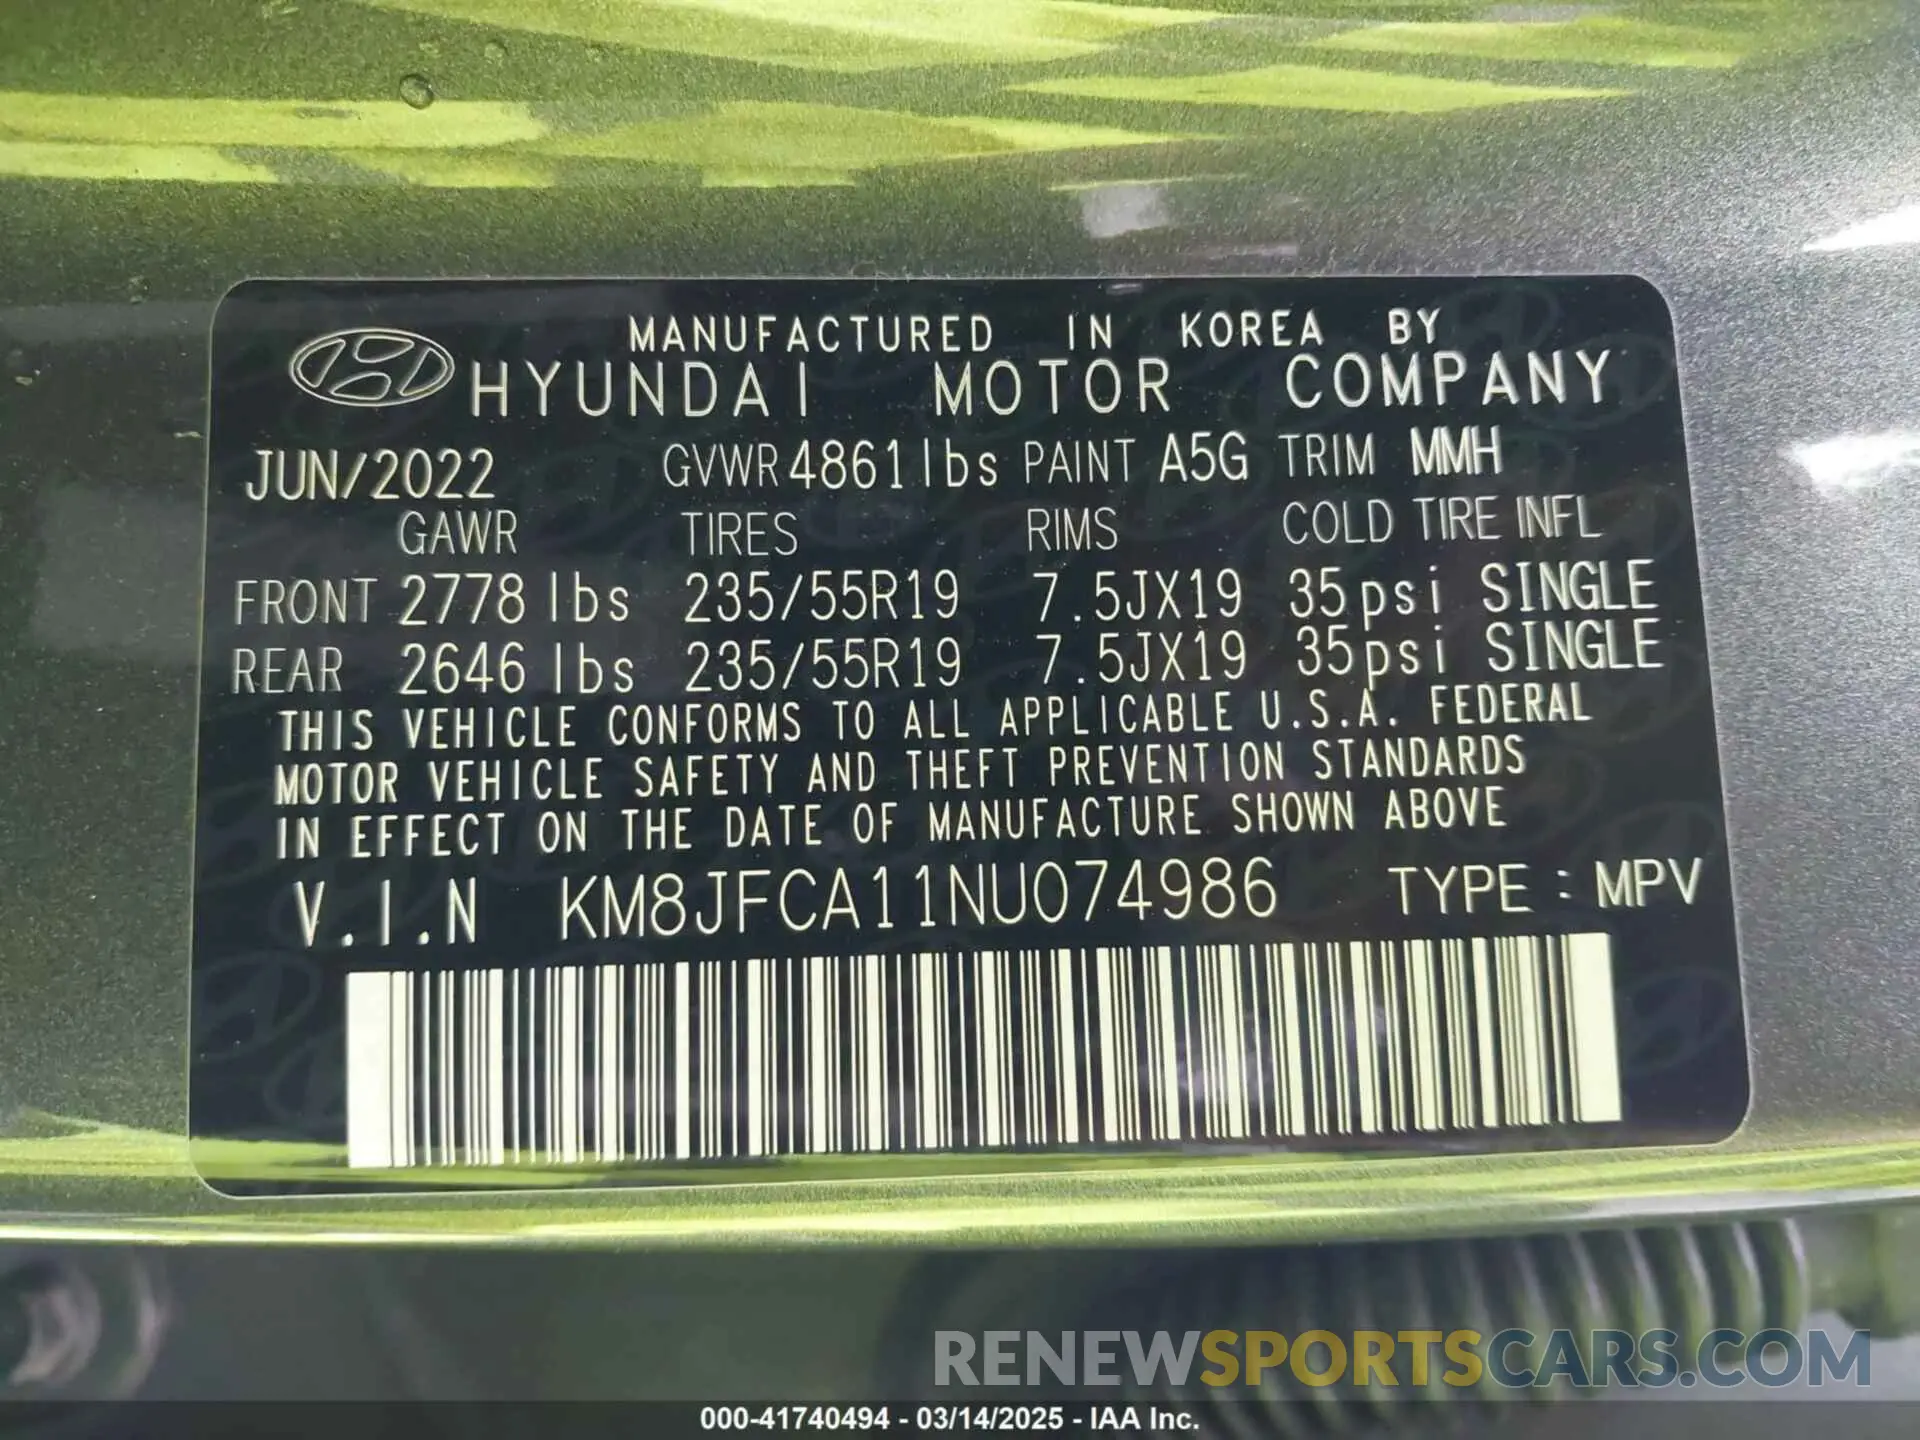 MANUFACTURED IN KOREA BY
HYUNDAI MOTOR COMPANY
JUN/2022 GVWR 4861lbs PAINT A5G TRIM MMH
GAWR TIRES RIMS COLD TIRE INFL
FRONT 2778 lbs 235/55R19 7.5JX19 35psi SINGLE
REAR 2646 lbs 235/55R19 7.5JX19 35psi SINGLE
THIS VEHICLE CONFORMS TO ALL APPLICABLE U.S.A. FEDERAL
MOTOR VEHICLE SAFETY AND THEFT PREVENTION STANDARDS
IN EFFECT ON THE DATE OF MANUFACTURE SHOWN ABOVE
V.I.N KM8JFCA11NU074986 TYPE : MPV
RENEWSPORTSCARS.COM
000-41740494 - 03/14/2025 - IAA Inc.